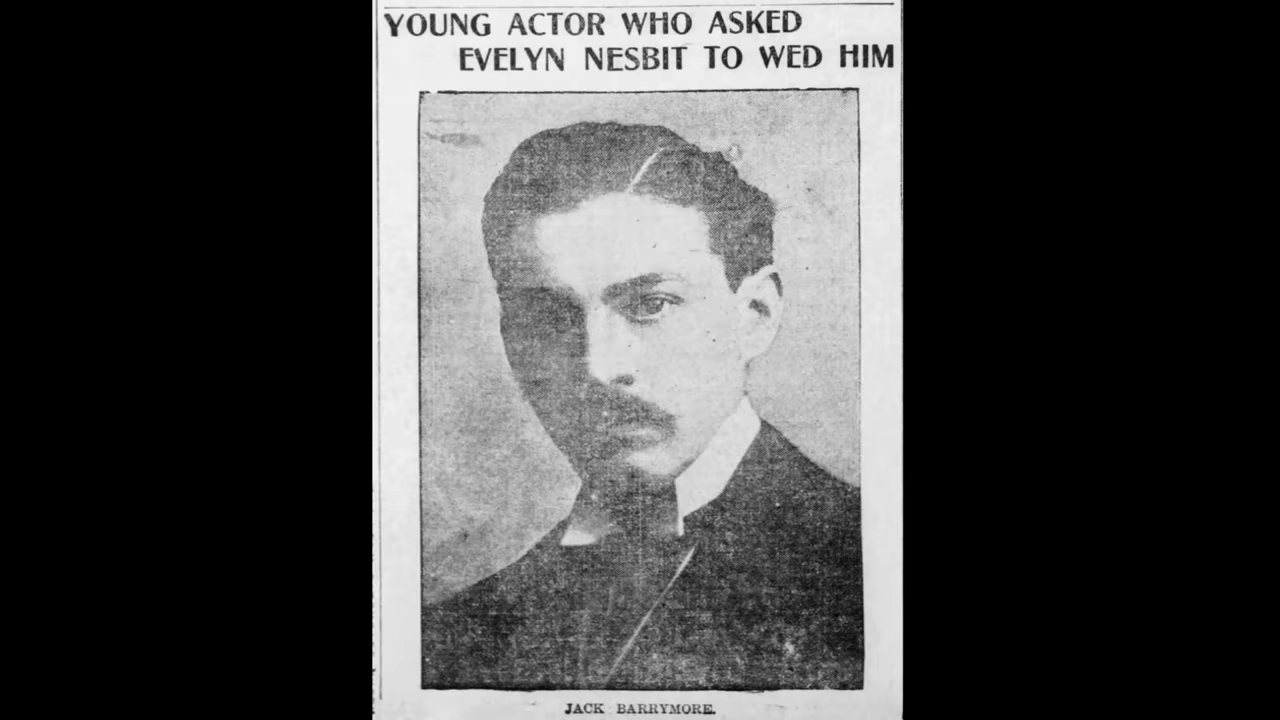 YOUNG ACTOR WHO ASKED
EVELYN NESBIT TO WED HIM
JACK BARRYMORE.